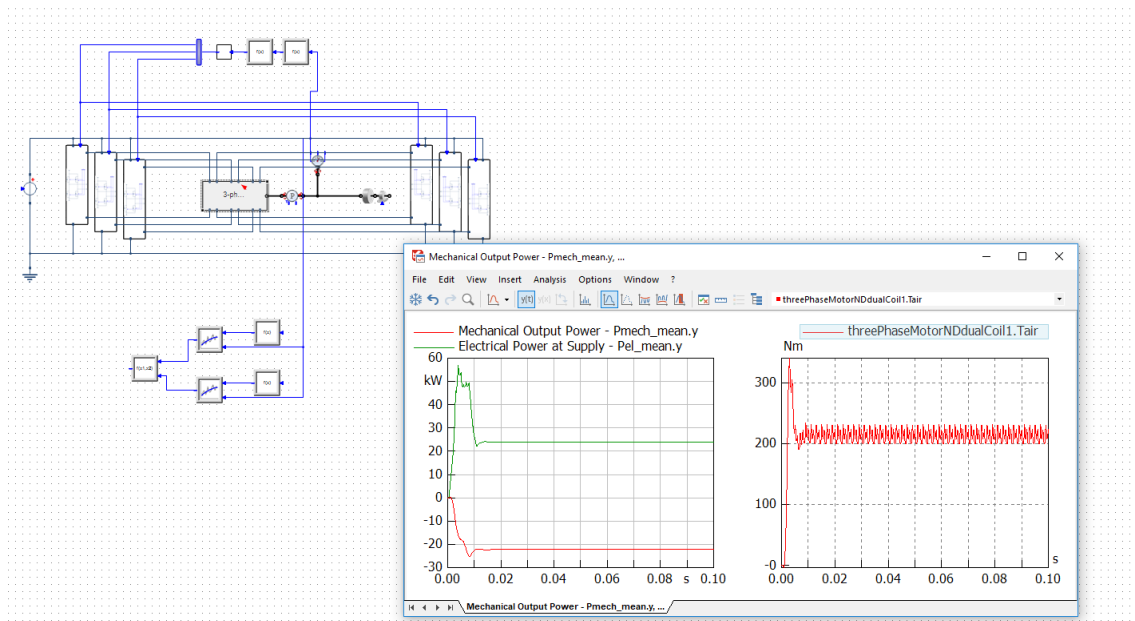 f(x)
f(x)
3-ph...
f(x)
f(x)
Mechanical Output Power - Pmech_mean.y, ...
File Edit View Insert Analysis Options Window ?
y(t)
threePhaseMotorNDdualCoil1.Tair
Mechanical Output Power - Pmech_mean.y
Electrical Power at Supply - Pel_mean.y
threePhaseMotorNDdualCoil1.Tair
60
kW
40
30
20
10
0
-10
-20
-30
0.00 0.02 0.04 0.06 0.08 s 0.10
Nm
300
200
100
-0
s
0.00 0.02 0.04 0.06 0.08 0.10
Mechanical Output Power - Pmech_mean.y, ...